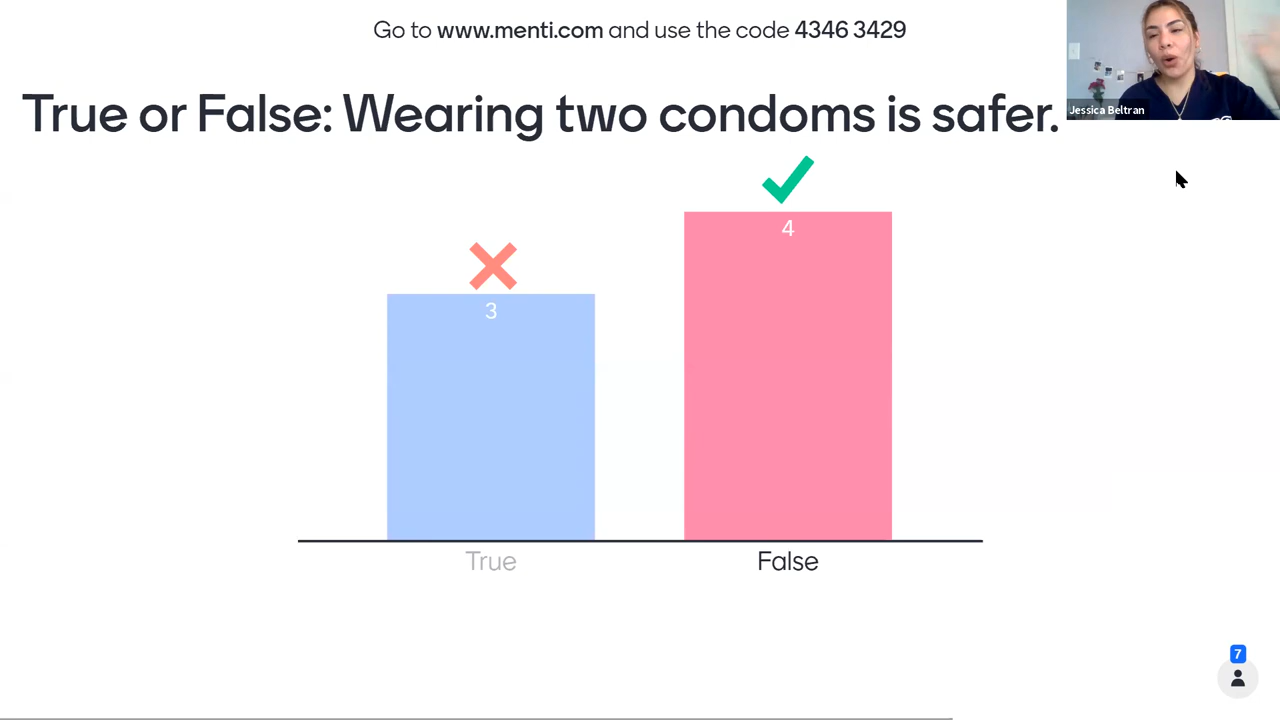 Go to www.menti.com and use the code 4346 3429
Jessica Beltran
True or False: Wearing two condoms is safer.
4
3
True
False
7